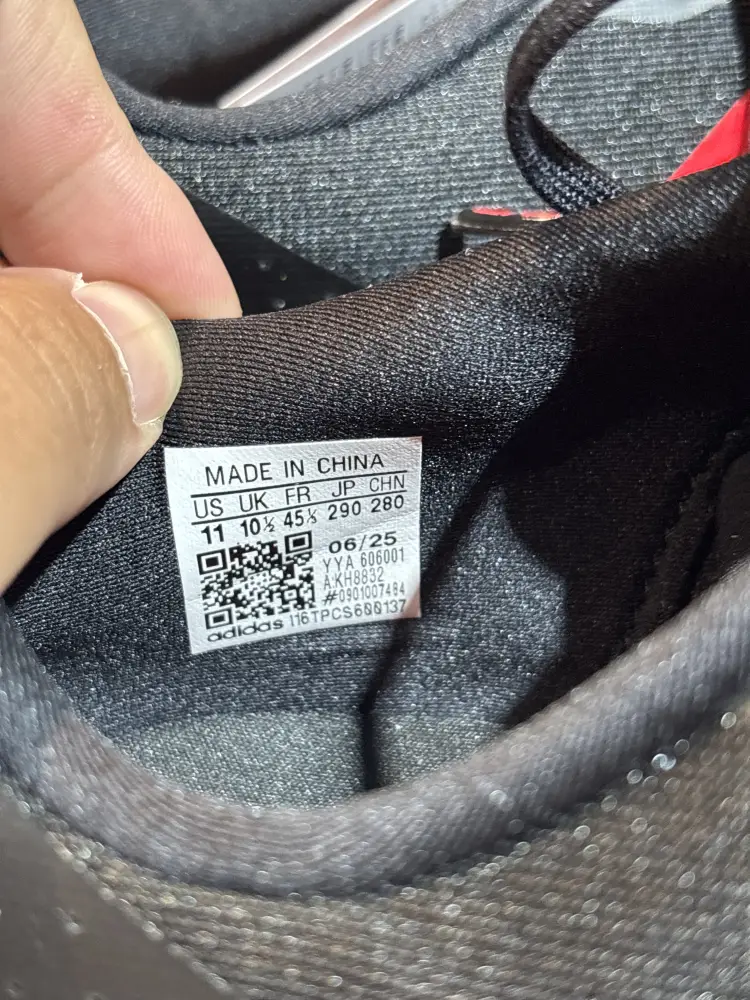 MADE IN CHINA
US UK FR JP CHN
11 10½ 45⅓ 290 280
06/25
YYA 606001
A:KH8832
#0901007484
adidas 116TPCS600137